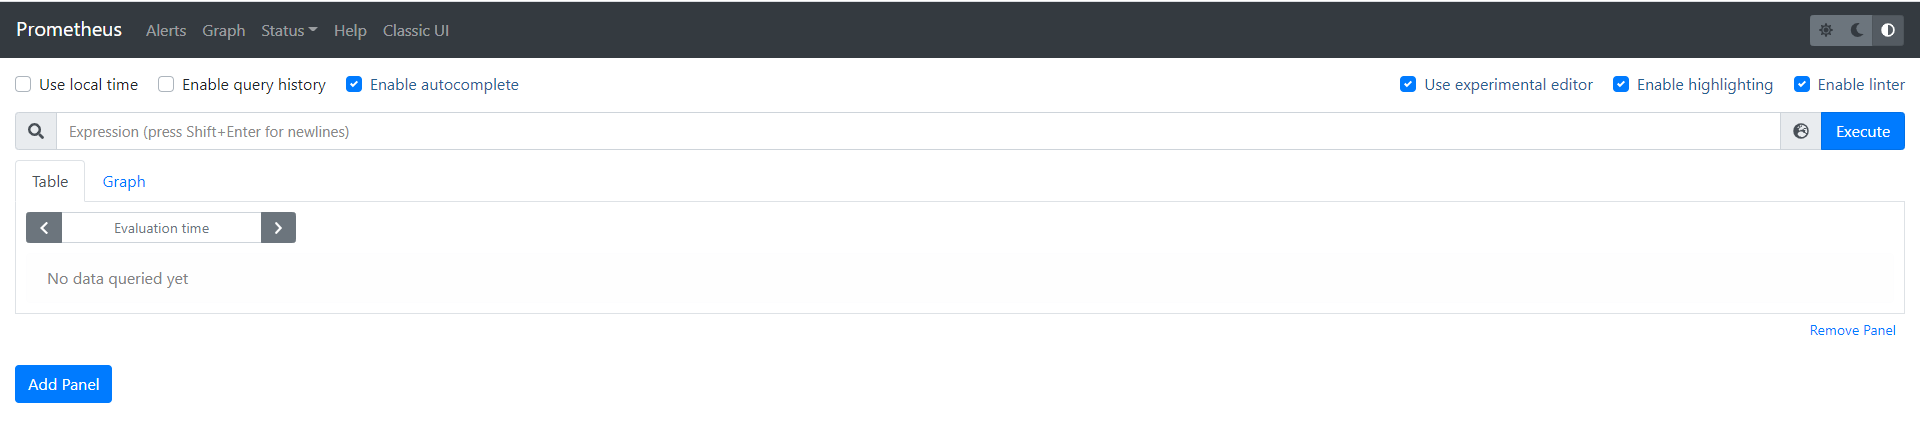 Prometheus Alerts Graph Status Help Classic UI
Use local time Enable query history Enable autocomplete Use experimental editor Enable highlighting Enable linter
Expression (press Shift+Enter for newlines) Execute
Table Graph
Evaluation time
No data queried yet
Remove Panel
Add Panel